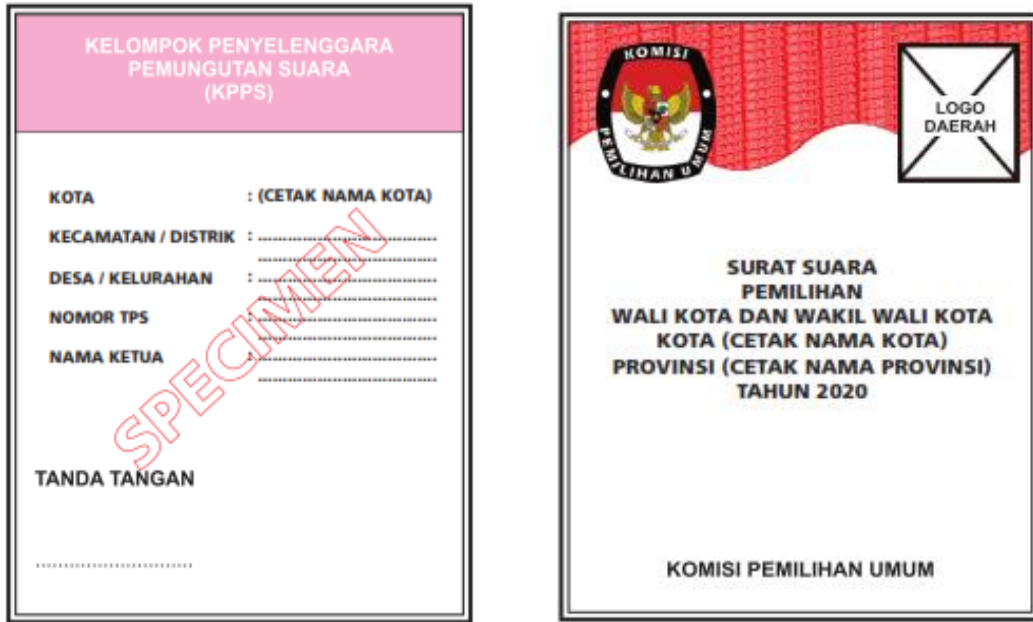 KELOMPOK PENYELENGGARA
PEMUNGUTAN SUARA
(KPPS)
KOTA : (CETAK NAMA KOTA)
KECAMATAN / DISTRIK : ....................................
....................................
DESA / KELURAHAN : ....................................
....................................
NOMOR TPS : ....................................
....................................
NAMA KETUA : ....................................
....................................
SPECIMEN
TANDA TANGAN
............................
KOMISI
PEMILIHAN UMUM
LOGO
DAERAH
SURAT SUARA
PEMILIHAN
WALI KOTA DAN WAKIL WALI KOTA
KOTA (CETAK NAMA KOTA)
PROVINSI (CETAK NAMA PROVINSI)
TAHUN 2020
KOMISI PEMILIHAN UMUM